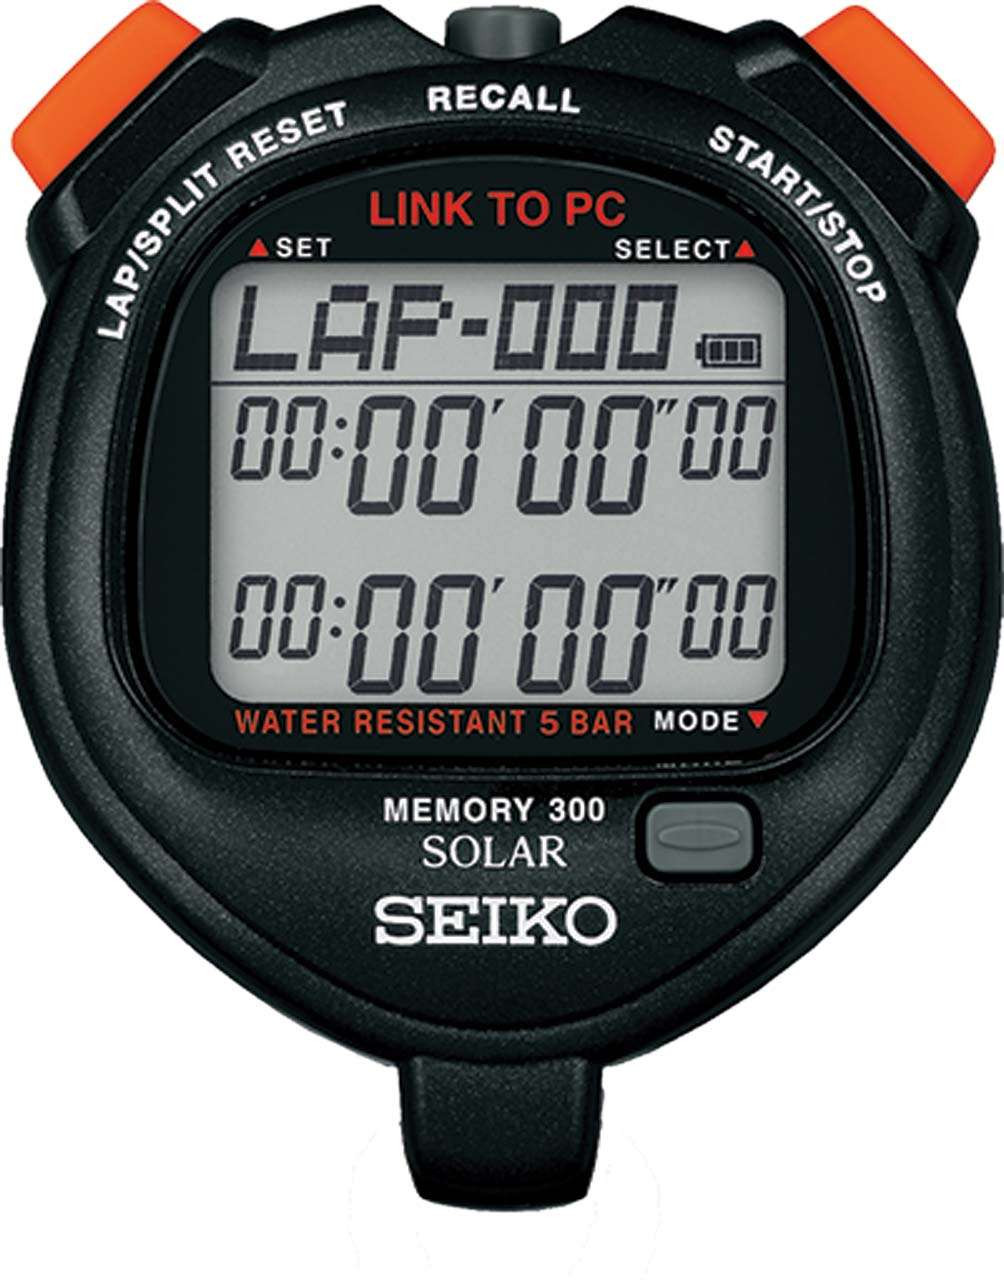 RECALL
LAP/SPLIT RESET
START/STOP
LINK TO PC
▲SET
SELECT▲
LAP-000
00:00'00"00
00:00'00"00
WATER RESISTANT 5 BAR
MODE▼
MEMORY 300
SOLAR
SEIKO